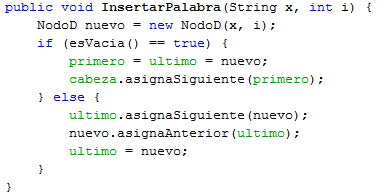 public void InsertarPalabra(String x, int i) {
    NodoD nuevo = new NodoD(x, i);
    if (esVacia() == true) {
        primero = ultimo = nuevo;
        cabeza.asignaSiguiente(primero);
    } else {
        ultimo.asignaSiguiente(nuevo);
        nuevo.asignaAnterior(ultimo);
        ultimo = nuevo;
    }
}